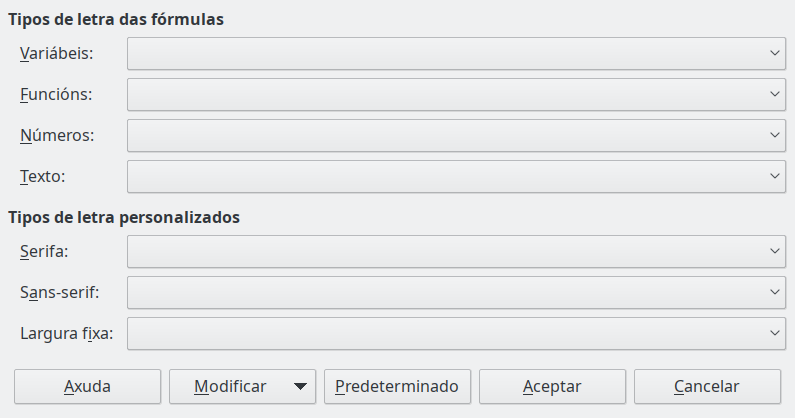 Tipos de letra das fórmulas
Variábeis:
Funcións:
Números:
Texto:
Tipos de letra personalizados
Serifa:
Sans-serif:
Largura fixa:
Axuda Modificar Predeterminado Aceptar Cancelar